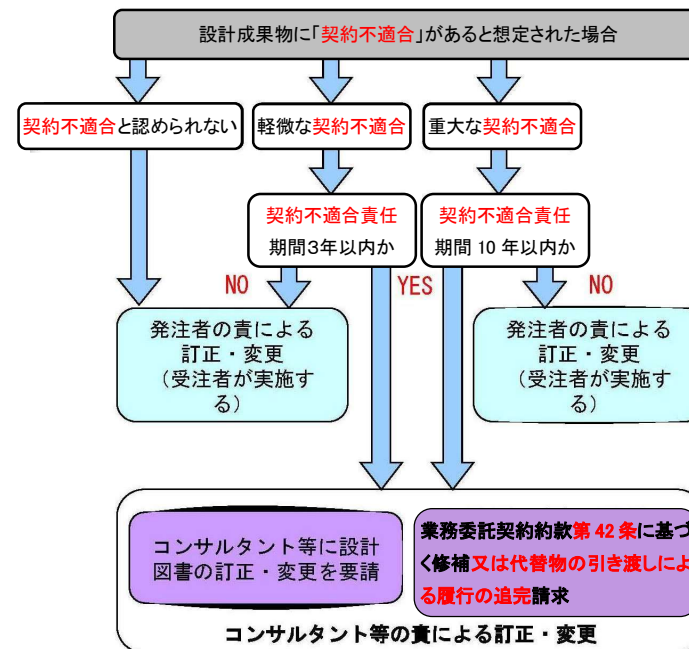 設計成果物に「契約不適合」があると想定された場合
契約不適合と認められない
軽微な契約不適合
重大な契約不適合
契約不適合責任
期間3年以内か
契約不適合責任
期間 10 年以内か
NO
YES
NO
発注者の責による
訂正・変更
（受注者が実施す
る）
発注者の責による
訂正・変更
（受注者が実施す
る）
コンサルタント等に設計
図書の訂正・変更を要請
業務委託契約約款第 42 条に基づ
く修補又は代替物の引き渡しによ
る履行の追完請求
コンサルタント等の責による訂正・変更